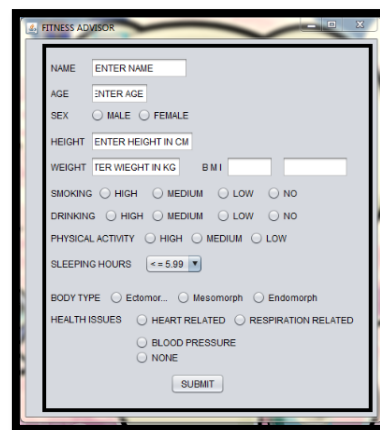 FITNESS ADVISOR
NAME ENTER NAME
AGE ENTER AGE
SEX MALE FEMALE
HEIGHT ENTER HEIGHT IN CM
WEIGHT TER WIEGHT IN KG B M I
SMOKING HIGH MEDIUM LOW NO
DRINKING HIGH MEDIUM LOW NO
PHYSICAL ACTIVITY HIGH MEDIUM LOW
SLEEPING HOURS <= 5.99
BODY TYPE Ectomor... Mesomorph Endomorph
HEALTH ISSUES HEART RELATED RESPIRATION RELATED
BLOOD PRESSURE
NONE
SUBMIT